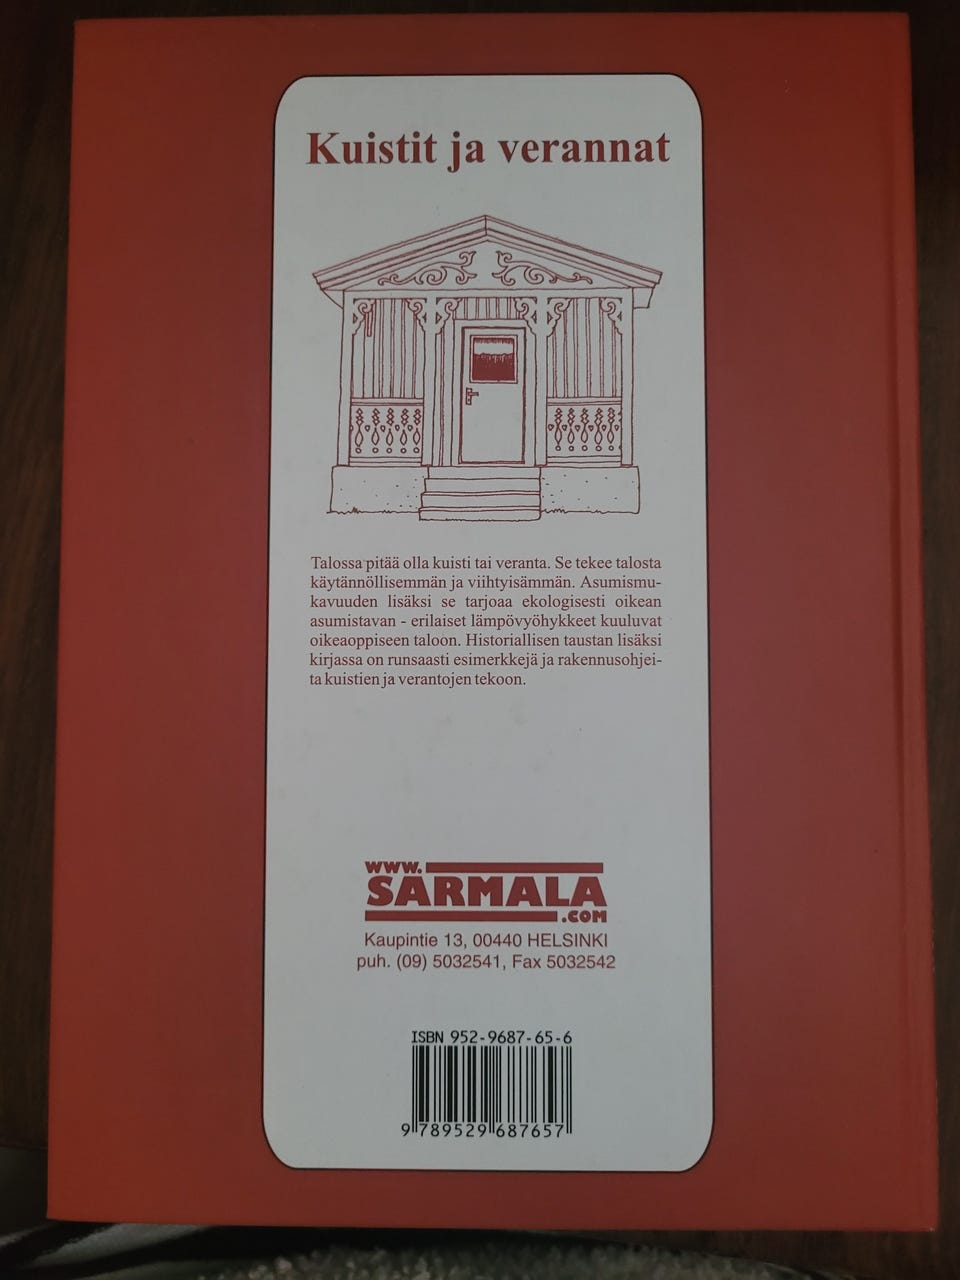 Kuistit ja verannat
Talossa pitää olla kuisti tai veranta. Se tekee talosta
käytännöllisemmän ja viihtyisämmän. Asumismu-
kavuuden lisäksi se tarjoaa ekologisesti oikean
asumistavan - erilaiset lämpövyöhykkeet kuuluvat
oikeaoppiseen taloon. Historiallisen taustan lisäksi
kirjassa on runsaasti esimerkkejä ja rakennusohjei-
ta kuistien ja verantojen tekoon.
WWW.
SARMALA
.COM
Kaupintie 13, 00440 HELSINKI
puh. (09) 5032541, Fax 5032542
ISBN 952-9687-65-6
9 789529 687657